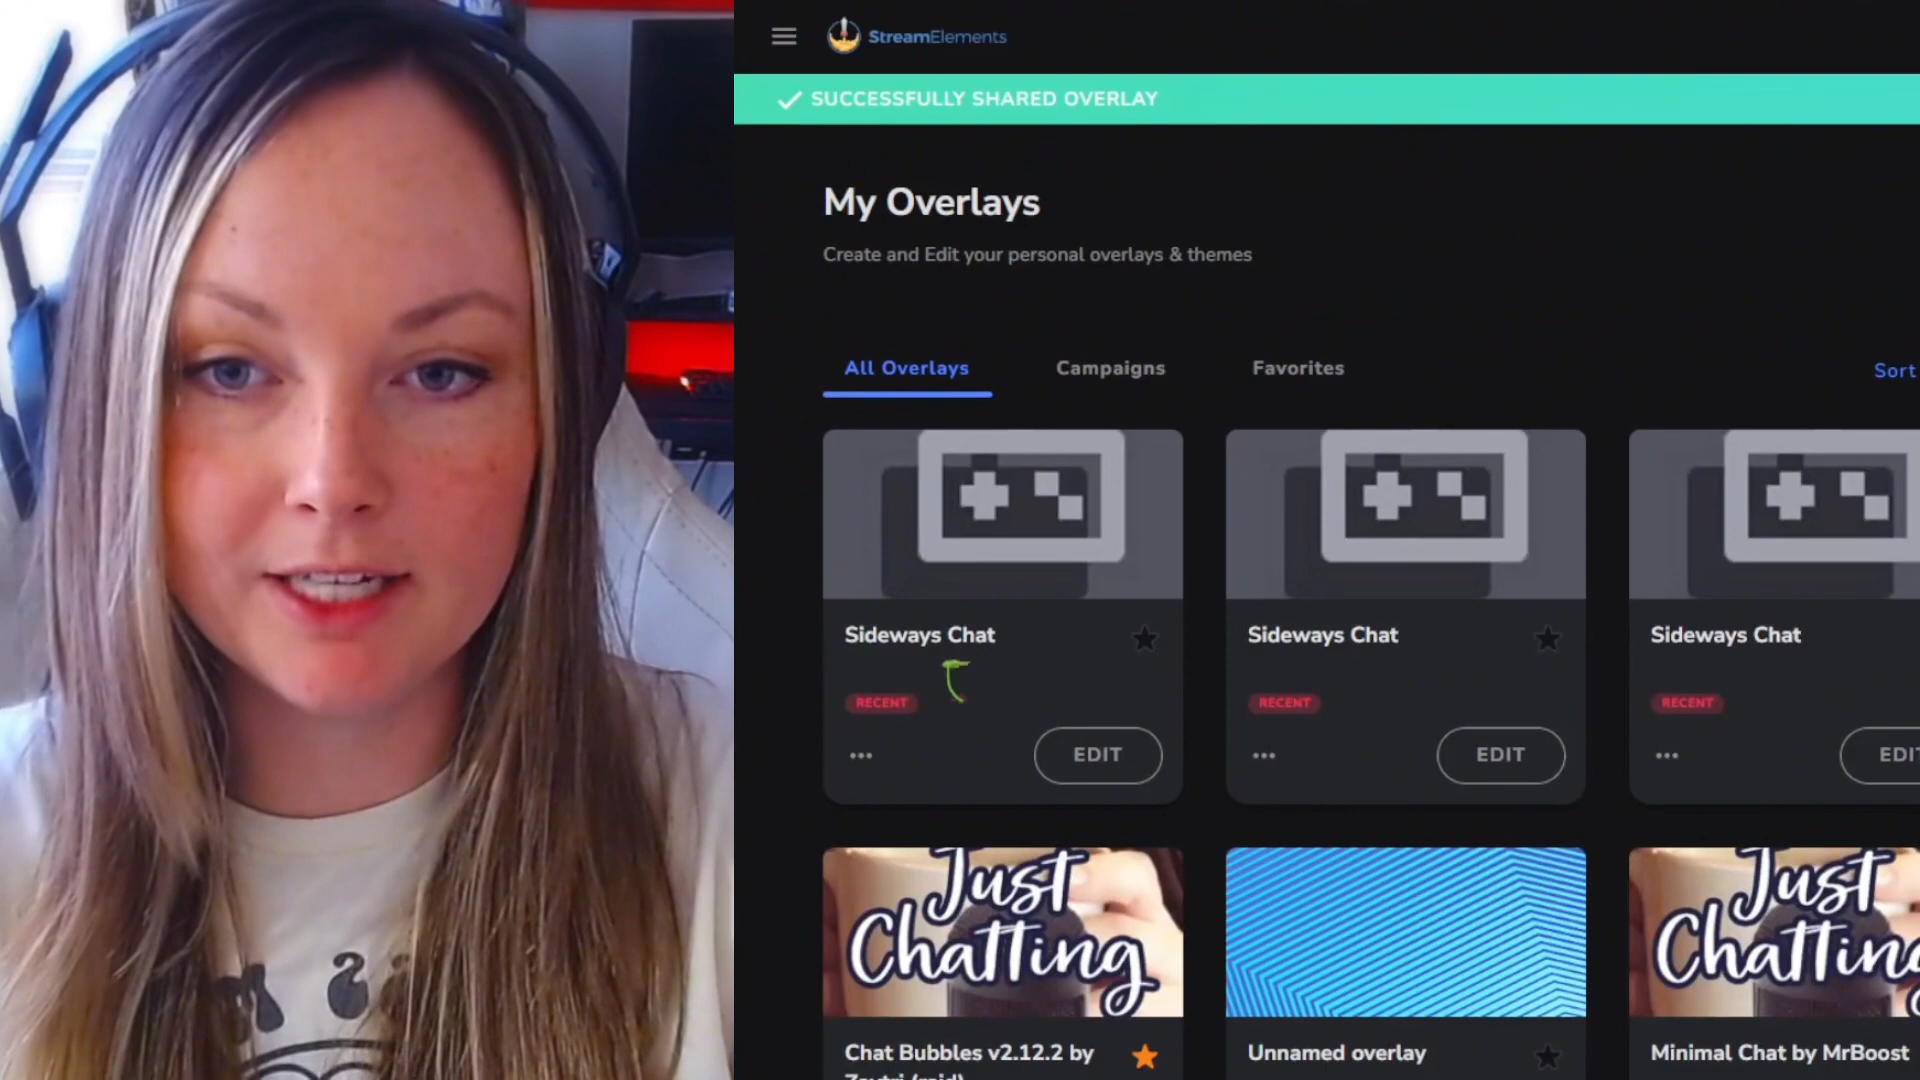 StreamElements
SUCCESSFULLY SHARED OVERLAY
My Overlays
Create and Edit your personal overlays & themes
All Overlays
Campaigns
Favorites
Sort
Sideways Chat
RECENT
EDIT
Sideways Chat
RECENT
EDIT
Sideways Chat
RECENT
EDIT
Just
Chatting
Just
Chatting
Chat Bubbles v2.12.2 by
Unnamed overlay
Minimal Chat by MrBoost